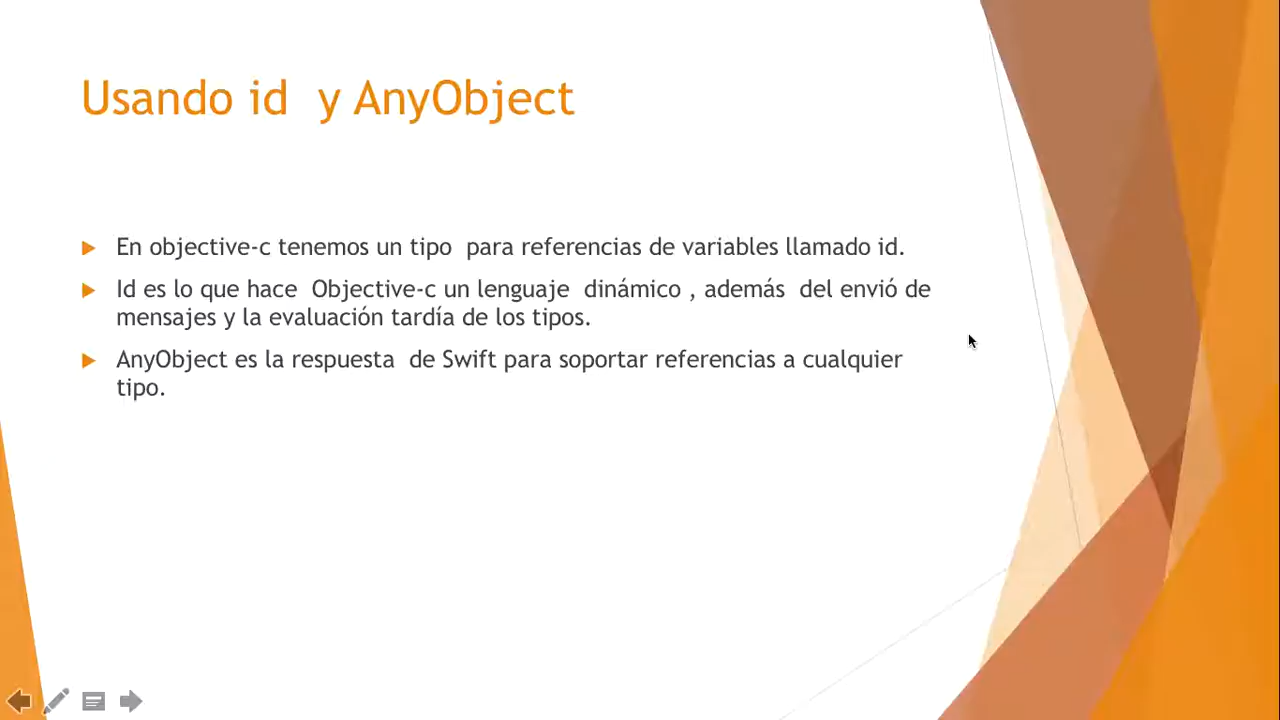 Usando id  y AnyObject
En objective-c tenemos un tipo  para referencias de variables llamado id.
Id es lo que hace  Objective-c un lenguaje  dinámico , además  del envió de
mensajes y la evaluación tardía de los tipos.
AnyObject es la respuesta  de Swift para soportar referencias a cualquier
tipo.